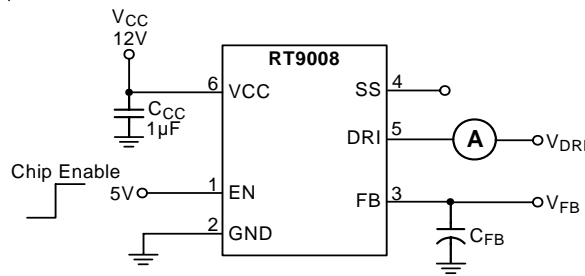 VCC
12V
RT9008
6 VCC
SS 4
CCC
1µF
DRI 5
A
VDRI
Chip Enable
5V
1 EN
FB 3
VFB
2 GND
CFB